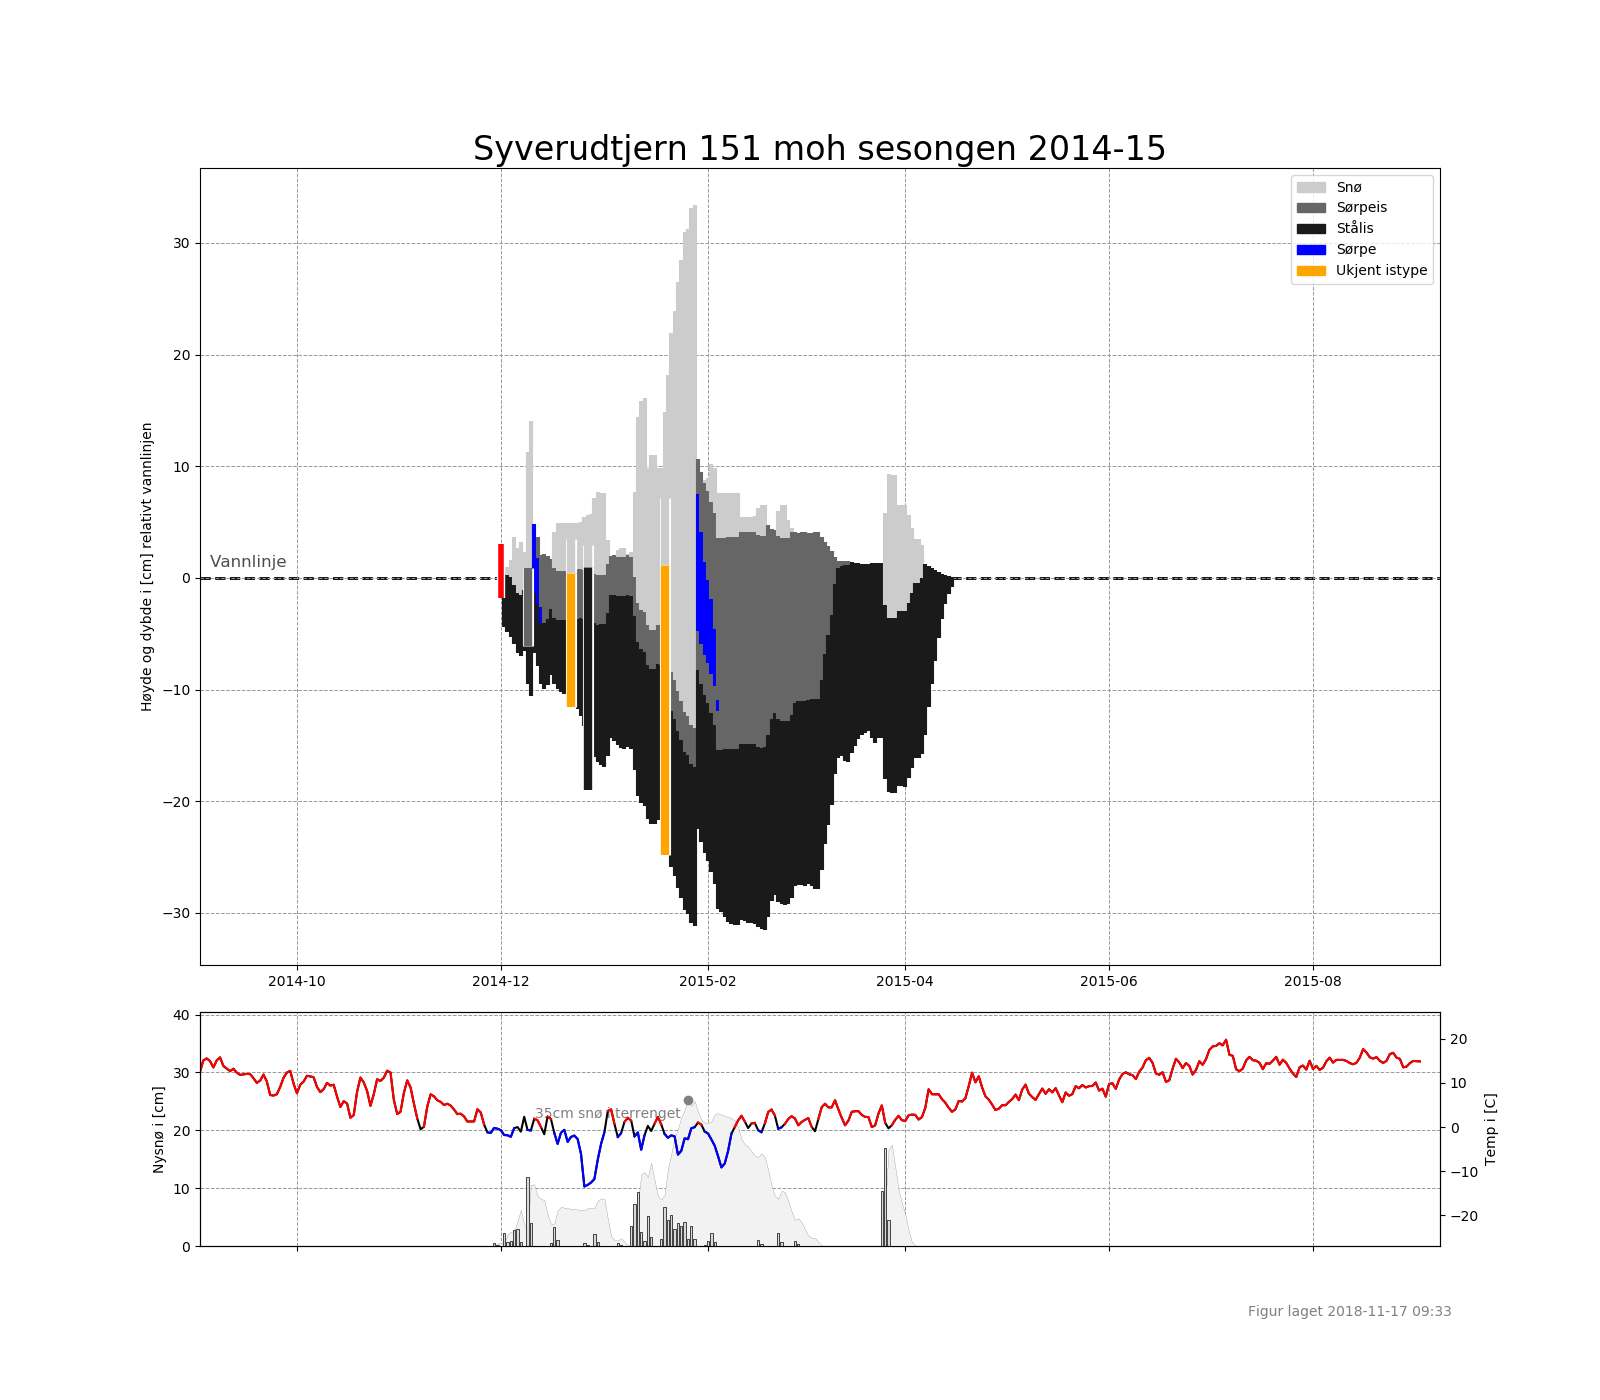 Syverudtjern 151 moh sesongen 2014-15
Snø
Sørpeis
Stålis
Sørpe
Ukjent istype
Høyde og dybde i [cm] relativt vannlinjen
30
20
10
0
−10
−20
−30
Vannlinje
2014-10
2014-12
2015-02
2015-04
2015-06
2015-08
Nysnø i [cm]
40
30
20
10
0
35cm snø i terrenget
Temp i [C]
20
10
0
−10
−20
Figur laget 2018-11-17 09:33